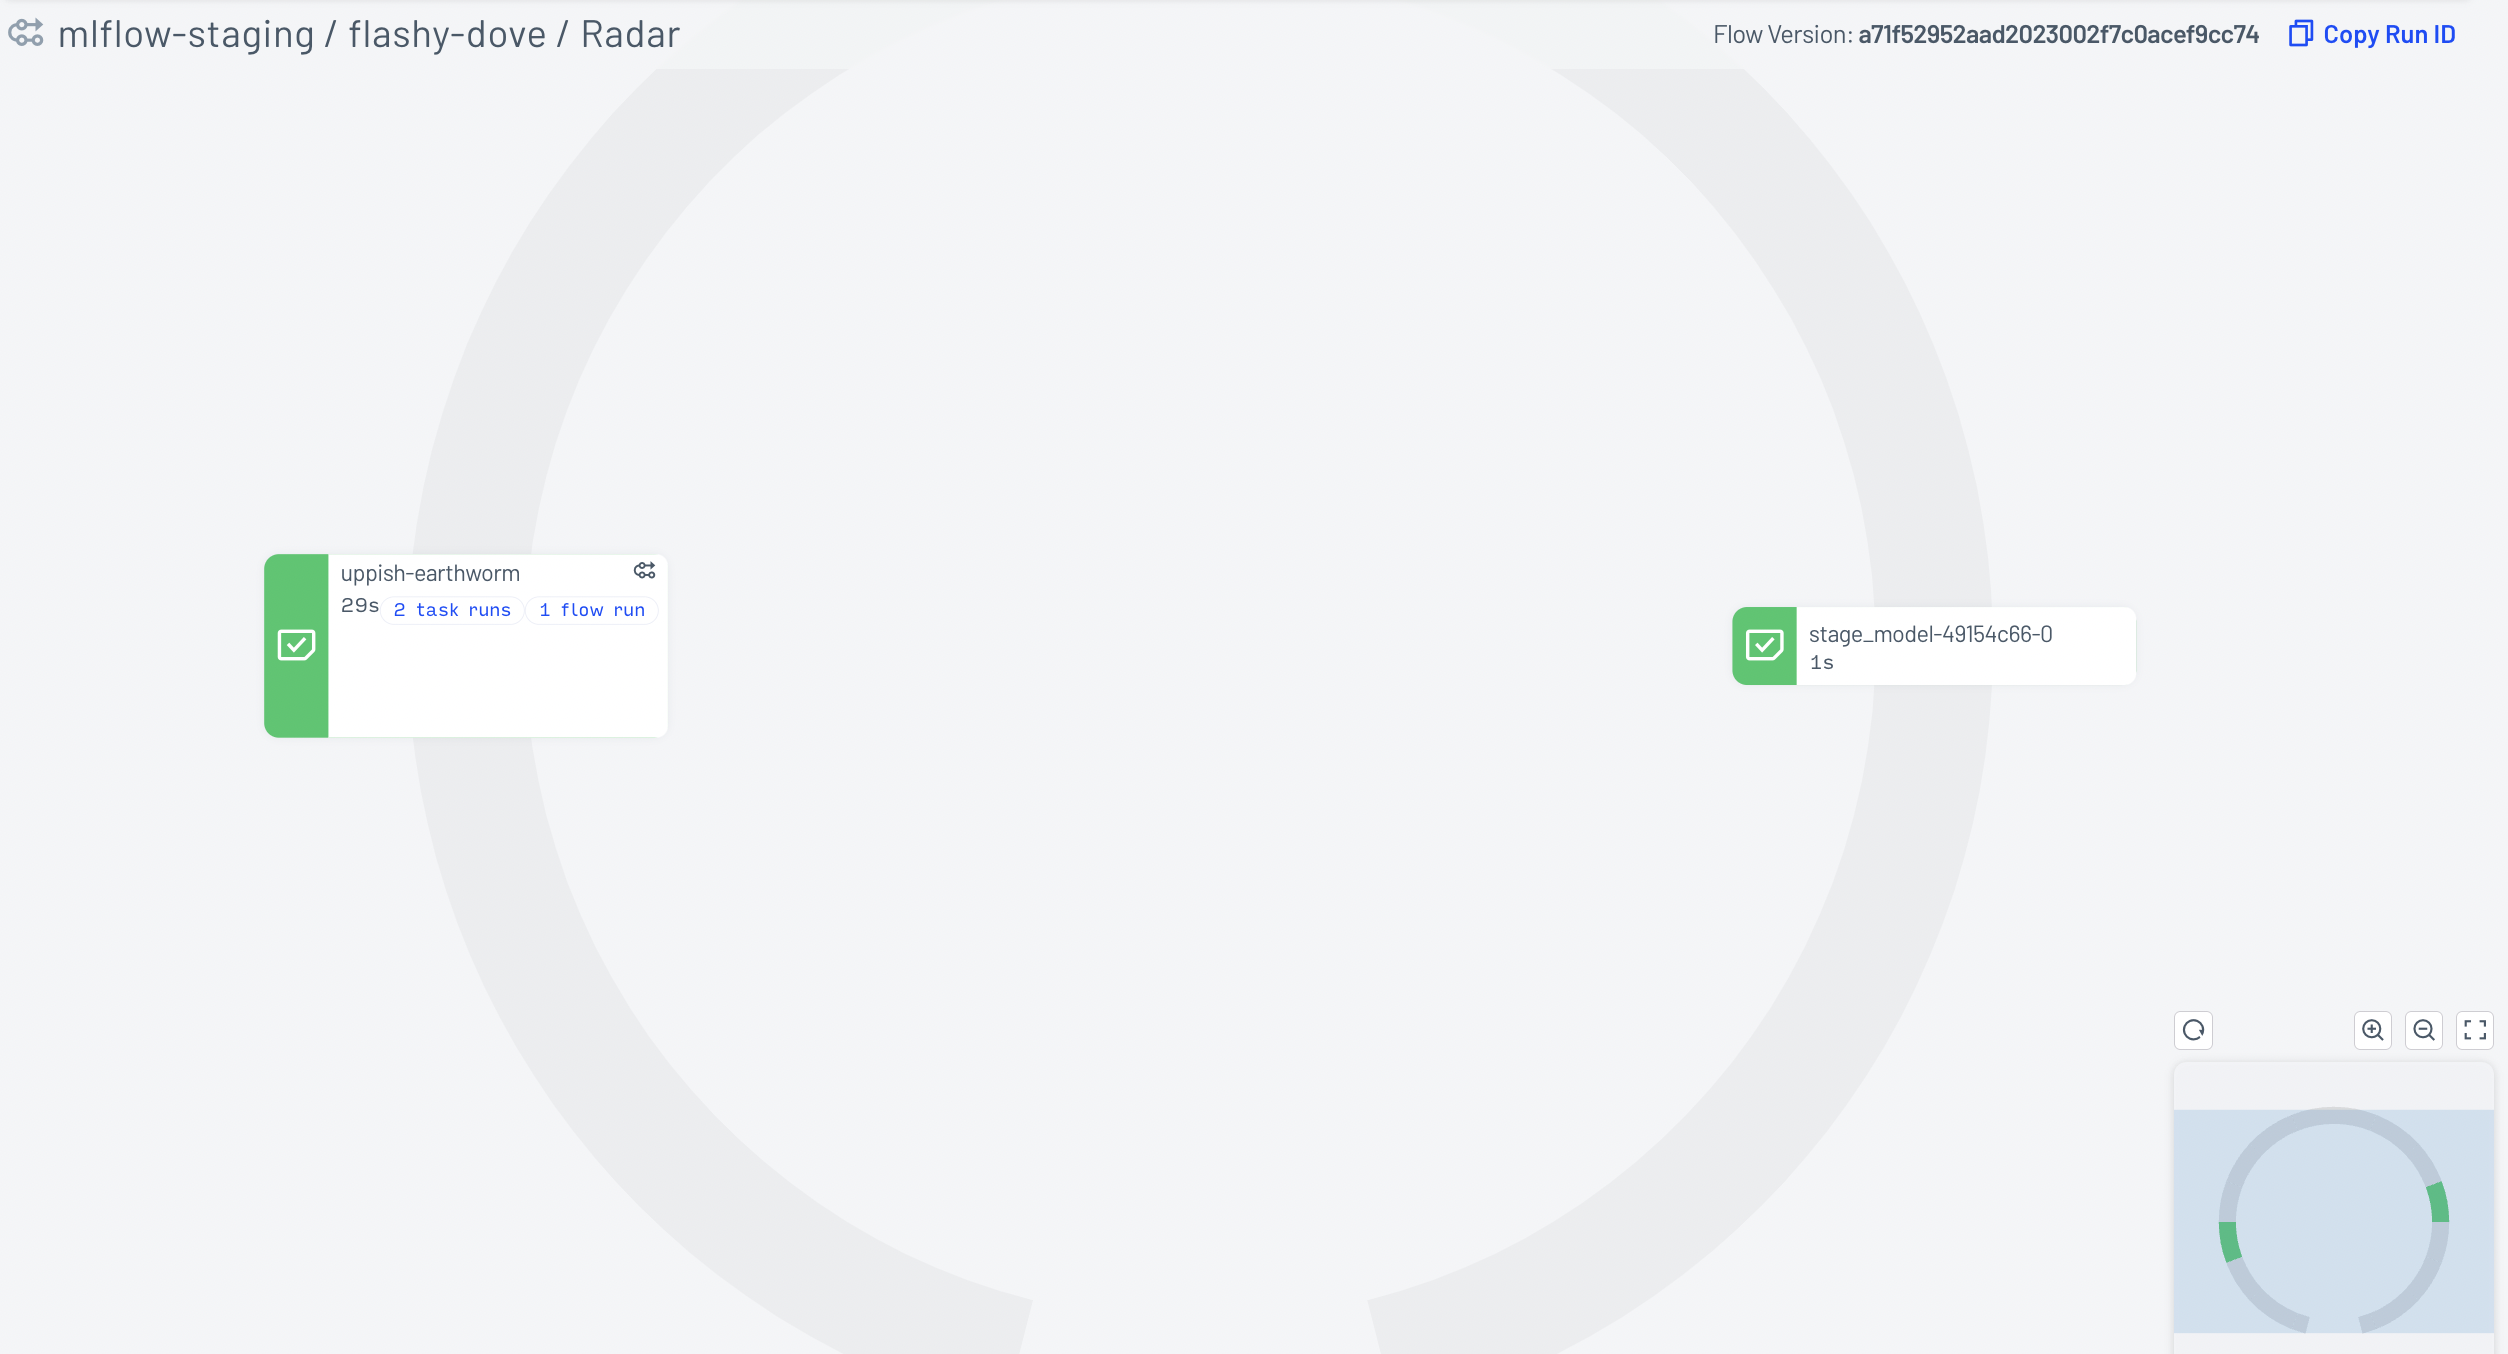 mlflow-staging / flashy-dove / Radar
Flow Version: a71f52952aad2023002f7c0acef9cc74 Copy Run ID
uppish-earthworm
29s 2 task runs 1 flow run
stage_model-49154c66-0
1s